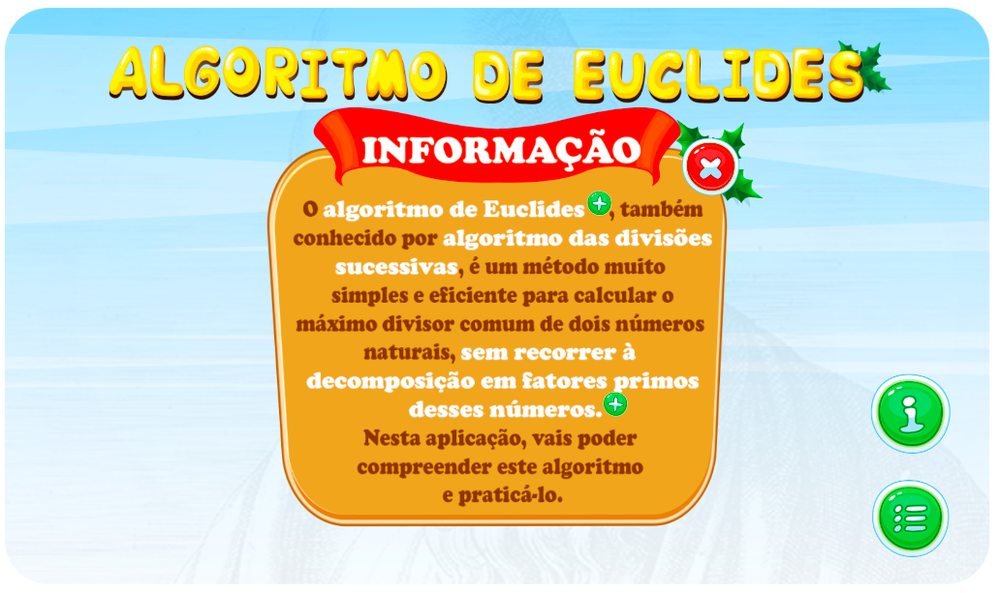 ALGORITMO DE EUCLIDES
INFORMAÇÃO
O algoritmo de Euclides, também
conhecido por algoritmo das divisões
sucessivas, é um método muito
simples e eficiente para calcular o
máximo divisor comum de dois números
naturais, sem recorrer à
decomposição em fatores primos
desses números.
Nesta aplicação, vais poder
compreender este algoritmo
e praticá-lo.